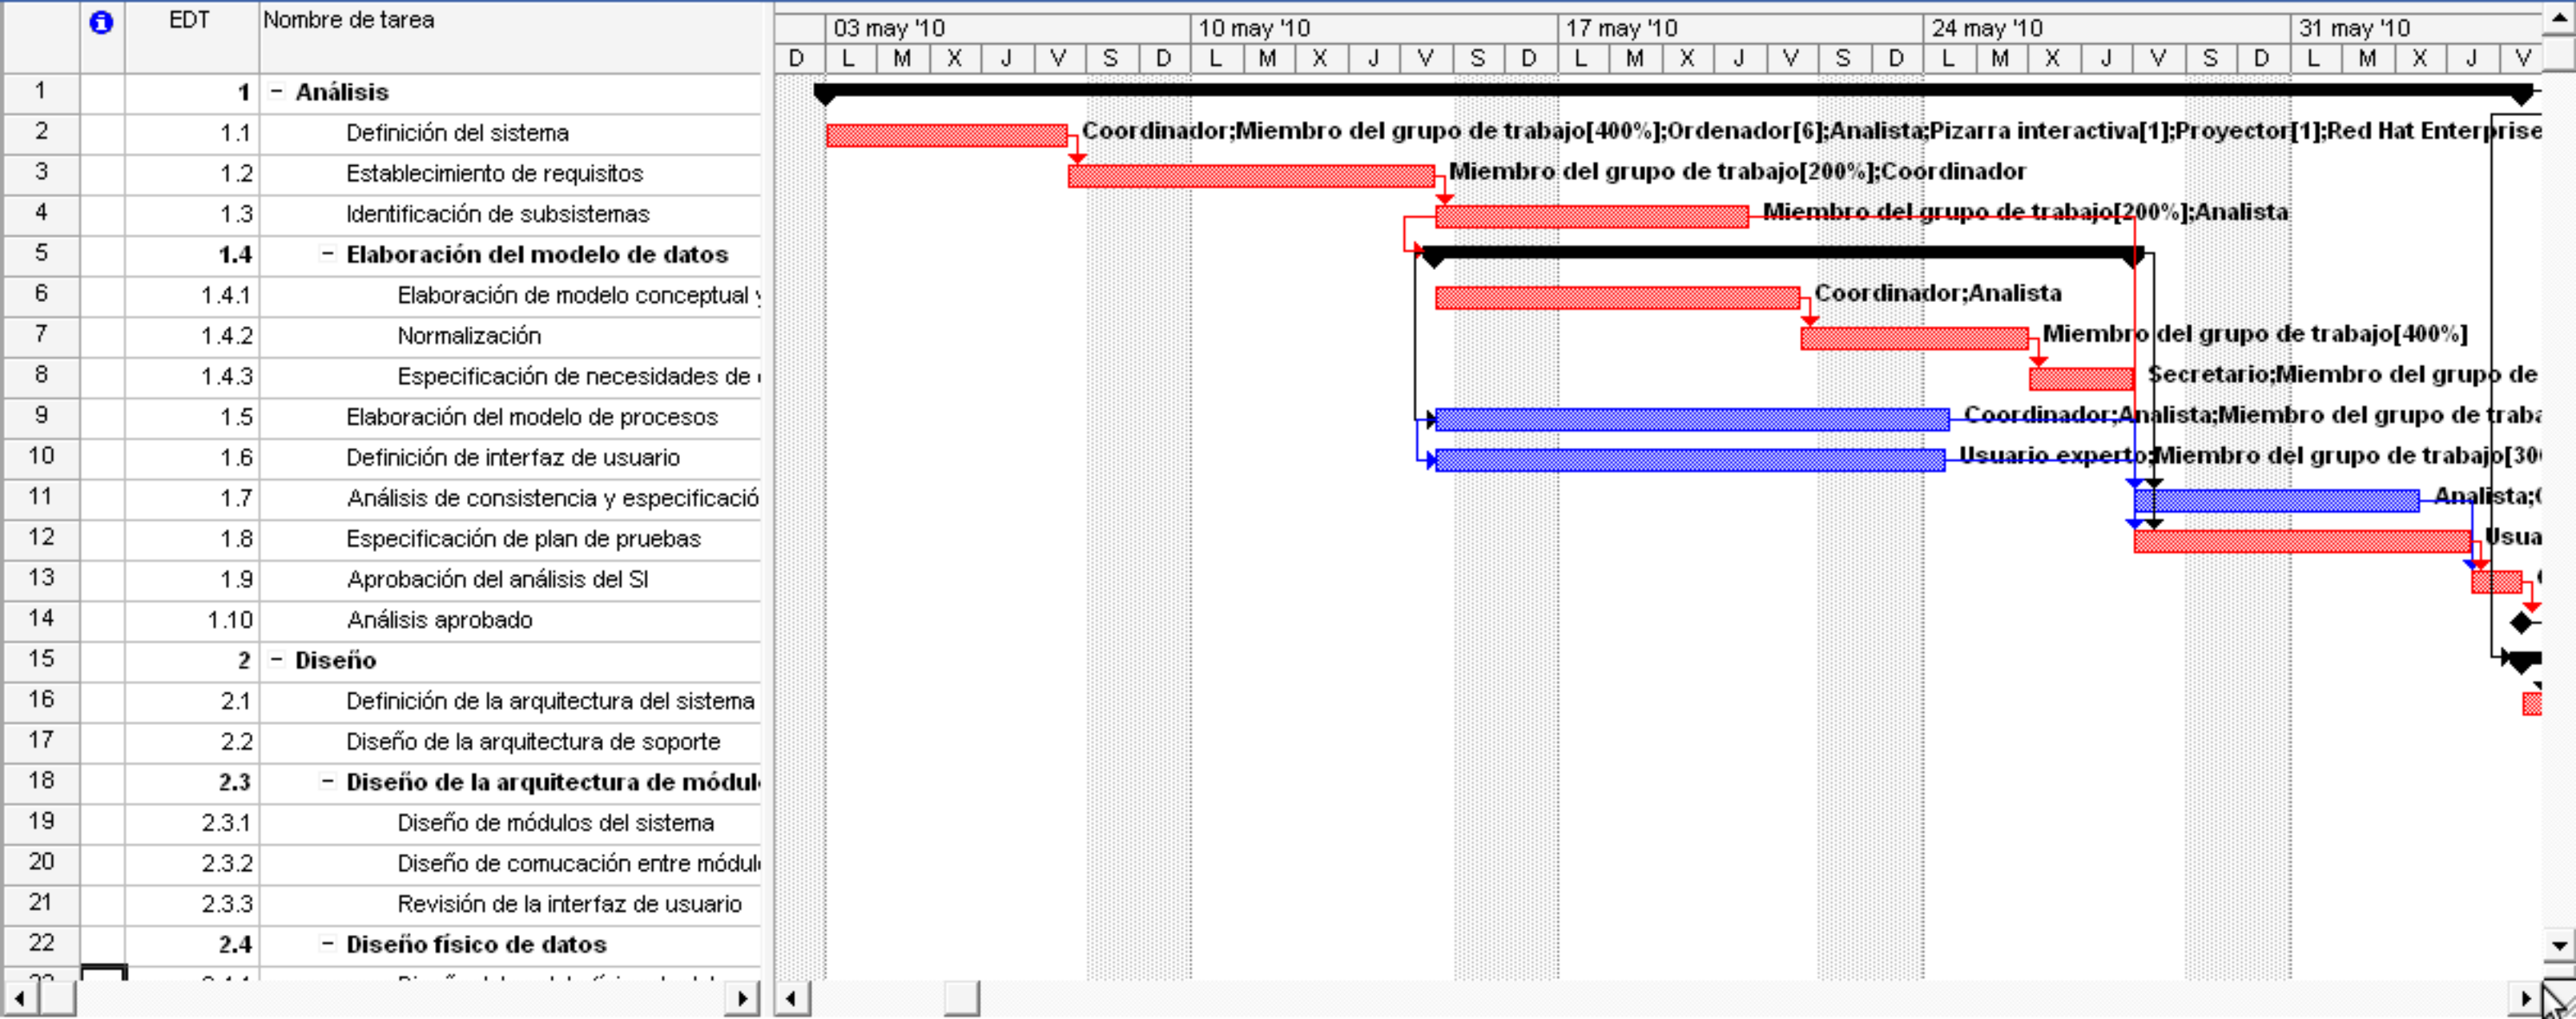 EDT Nombre de tarea
03 may '10 10 may '10 17 may '10 24 may '10 31 may '10
D L M X J V S D L M X J V S D L M X J V S D L M X J V S D L M X J V
1 1 Análisis
2 1.1 Definición del sistema Coordinador;Miembro del grupo de trabajo[400%];Ordenador[6];Analista;Pizarra interactiva[1];Proyector[1];Red Hat Enterprise
3 1.2 Establecimiento de requisitos Miembro del grupo de trabajo[200%];Coordinador
4 1.3 Identificación de subsistemas Miembro del grupo de trabajo[200%];Analista
5 1.4 Elaboración del modelo de datos
6 1.4.1 Elaboración de modelo conceptual y Coordinador;Analista
7 1.4.2 Normalización Miembro del grupo de trabajo[400%]
8 1.4.3 Especificación de necesidades de Secretario;Miembro del grupo de
9 1.5 Elaboración del modelo de procesos Coordinador;Analista;Miembro del grupo de traba
10 1.6 Definición de interfaz de usuario Usuario experto;Miembro del grupo de trabajo[30
11 1.7 Análisis de consistencia y especificació Analista;
12 1.8 Especificación de plan de pruebas Usua
13 1.9 Aprobación del análisis del SI
14 1.10 Análisis aprobado
15 2 Diseño
16 2.1 Definición de la arquitectura del sistema
17 2.2 Diseño de la arquitectura de soporte
18 2.3 Diseño de la arquitectura de módul
19 2.3.1 Diseño de módulos del sistema
20 2.3.2 Diseño de comucación entre módul
21 2.3.3 Revisión de la interfaz de usuario
22 2.4 Diseño físico de datos